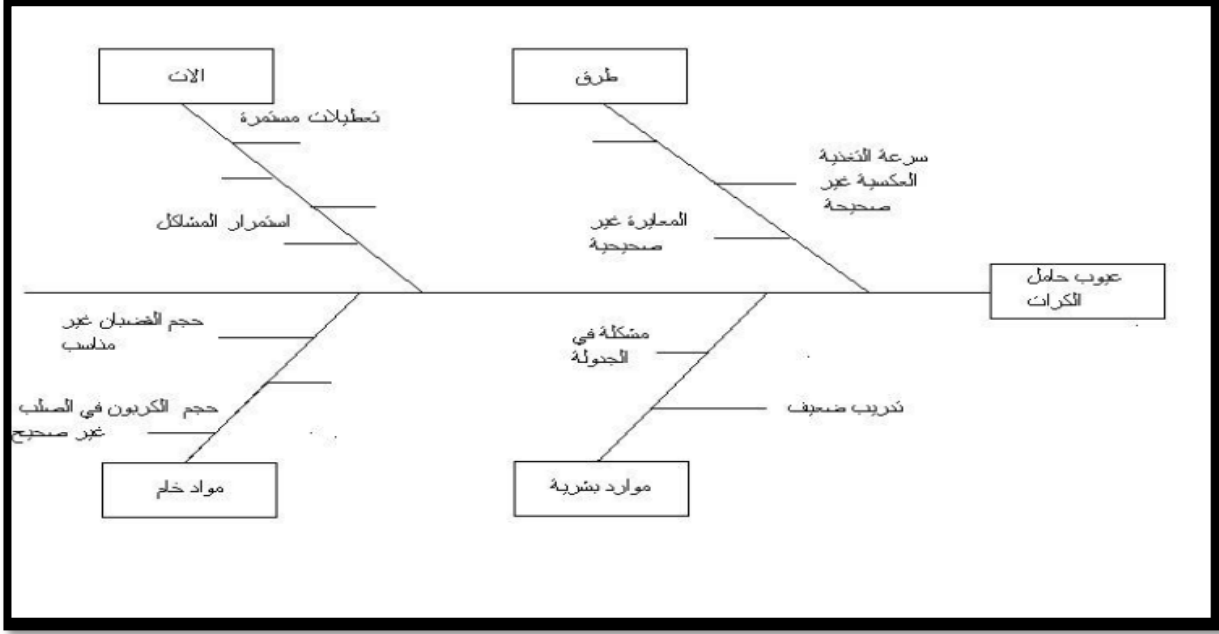 طرق
الات
تعطيلات مستمرة
سرعة التغذية
العكسية غير
صحيحة
استمرار المشاكل
المعايرة غير
صحيحية
عيوب حامل
الكرات
حجم القضبان غير
مناسب
مشكلة في
الجدولة
حجم الكربون في الصلب
غير صحيح
تدريب ضعيف
موارد بشرية
مواد خام